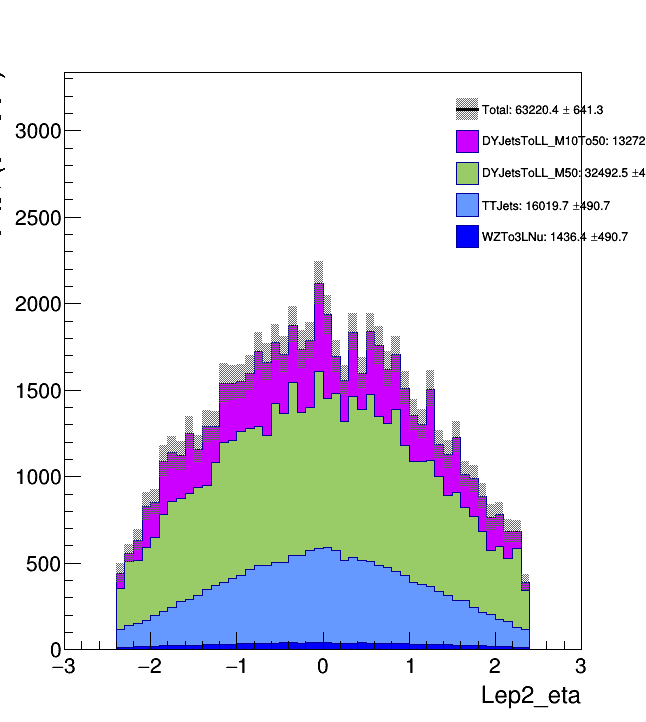 3000
2500
2000
1500
1000
500
0
Total: 63220.4 ± 641.3
DYJetsToLL_M10To50: 13272
DYJetsToLL_M50: 32492.5 ±4
TTJets: 16019.7 ±490.7
WZTo3LNu: 1436.4 ±490.7
−3 −2 −1 0 1 2 3
Lep2_eta